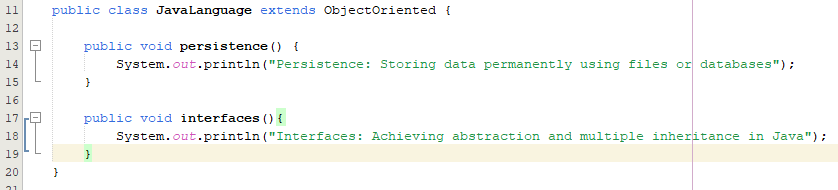 11 public class JavaLanguage extends ObjectOriented {
12
13 public void persistence() {
14 System.out.println("Persistence: Storing data permanently using files or databases");
15 }
16
17 public void interfaces(){
18 System.out.println("Interfaces: Achieving abstraction and multiple inheritance in Java");
19 }
20 }